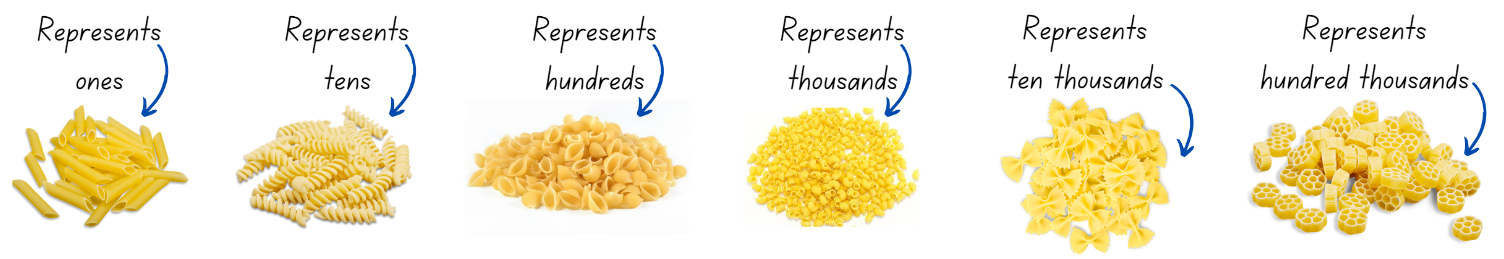 Represents
ones
Represents
tens
Represents
hundreds
Represents
thousands
Represents
ten thousands
Represents
hundred thousands